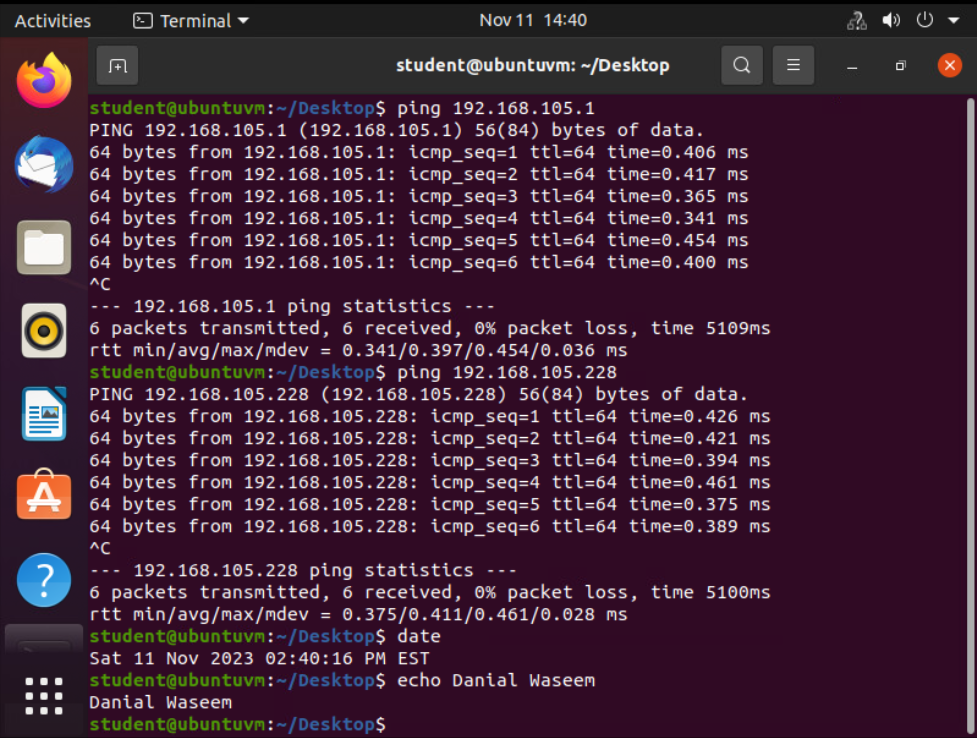 Activities Terminal Nov 11 14:40
student@ubuntuvm: ~/Desktop
student@ubuntuvm:~/Desktop$ ping 192.168.105.1
PING 192.168.105.1 (192.168.105.1) 56(84) bytes of data.
64 bytes from 192.168.105.1: icmp_seq=1 ttl=64 time=0.406 ms
64 bytes from 192.168.105.1: icmp_seq=2 ttl=64 time=0.417 ms
64 bytes from 192.168.105.1: icmp_seq=3 ttl=64 time=0.365 ms
64 bytes from 192.168.105.1: icmp_seq=4 ttl=64 time=0.341 ms
64 bytes from 192.168.105.1: icmp_seq=5 ttl=64 time=0.454 ms
64 bytes from 192.168.105.1: icmp_seq=6 ttl=64 time=0.400 ms
^C
--- 192.168.105.1 ping statistics ---
6 packets transmitted, 6 received, 0% packet loss, time 5109ms
rtt min/avg/max/mdev = 0.341/0.397/0.454/0.036 ms
student@ubuntuvm:~/Desktop$ ping 192.168.105.228
PING 192.168.105.228 (192.168.105.228) 56(84) bytes of data.
64 bytes from 192.168.105.228: icmp_seq=1 ttl=64 time=0.426 ms
64 bytes from 192.168.105.228: icmp_seq=2 ttl=64 time=0.421 ms
64 bytes from 192.168.105.228: icmp_seq=3 ttl=64 time=0.394 ms
64 bytes from 192.168.105.228: icmp_seq=4 ttl=64 time=0.461 ms
64 bytes from 192.168.105.228: icmp_seq=5 ttl=64 time=0.375 ms
64 bytes from 192.168.105.228: icmp_seq=6 ttl=64 time=0.389 ms
^C
--- 192.168.105.228 ping statistics ---
6 packets transmitted, 6 received, 0% packet loss, time 5100ms
rtt min/avg/max/mdev = 0.375/0.411/0.461/0.028 ms
student@ubuntuvm:~/Desktop$ date
Sat 11 Nov 2023 02:40:16 PM EST
student@ubuntuvm:~/Desktop$ echo Danial Waseem
Danial Waseem
student@ubuntuvm:~/Desktop$